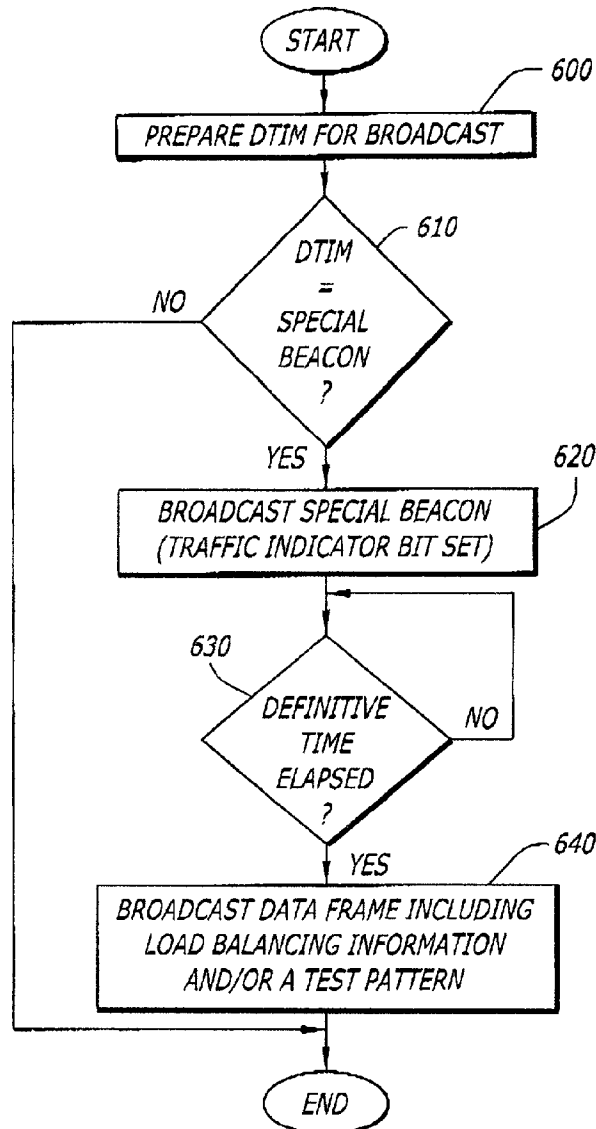 START
600
PREPARE DTIM FOR BROADCAST
610
DTIM
=
SPECIAL
BEACON
?
NO
YES
620
BROADCAST SPECIAL BEACON
(TRAFFIC INDICATOR BIT SET)
630
DEFINITIVE
TIME
ELAPSED
?
NO
YES
640
BROADCAST DATA FRAME INCLUDING
LOAD BALANCING INFORMATION
AND/OR A TEST PATTERN
END